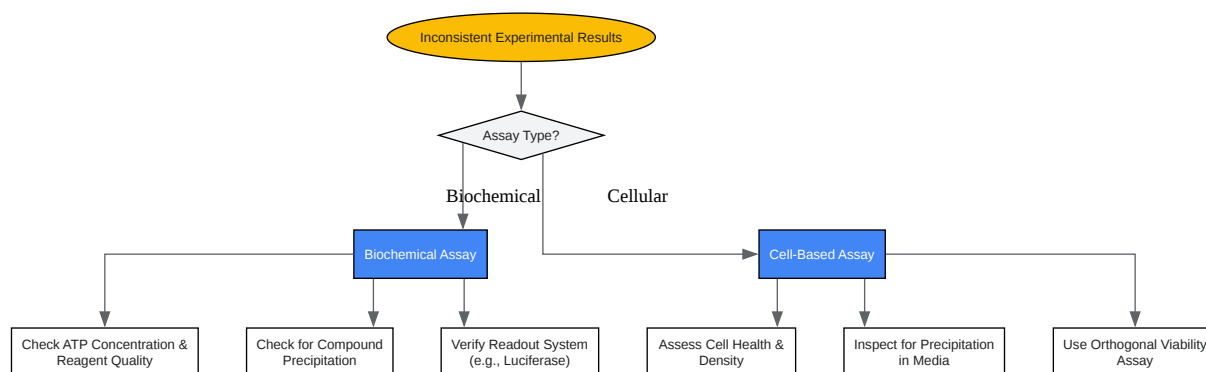 Inconsistent Experimental Results
Assay Type?
Biochemical
Cellular
Biochemical Assay
Cell-Based Assay
Check ATP Concentration &
Reagent Quality
Check for Compound
Precipitation
Verify Readout System
(e.g., Luciferase)
Assess Cell Health &
Density
Inspect for Precipitation
in Media
Use Orthogonal Viability
Assay